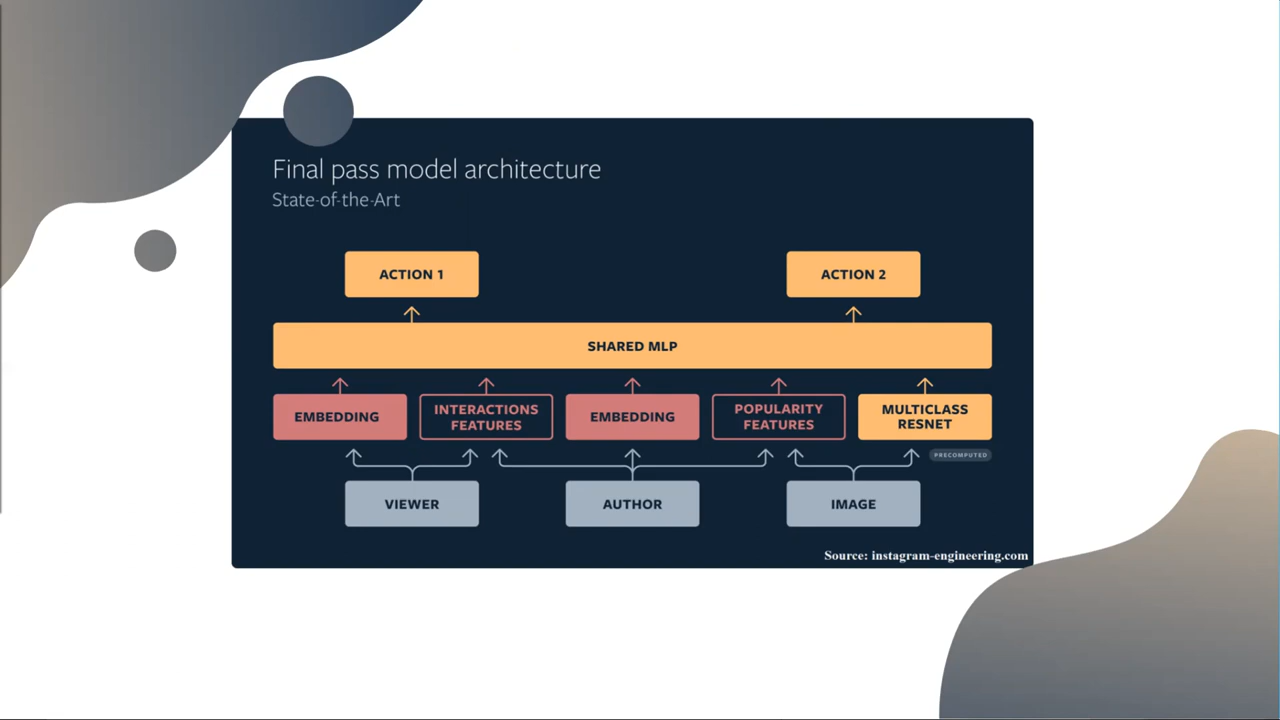 Final pass model architecture
State-of-the-Art
ACTION 1
ACTION 2
SHARED MLP
EMBEDDING
INTERACTIONS
FEATURES
EMBEDDING
POPULARITY
FEATURES
MULTICLASS
RESNET
PRECOMPUTED
VIEWER
AUTHOR
IMAGE
Source: instagram-engineering.com